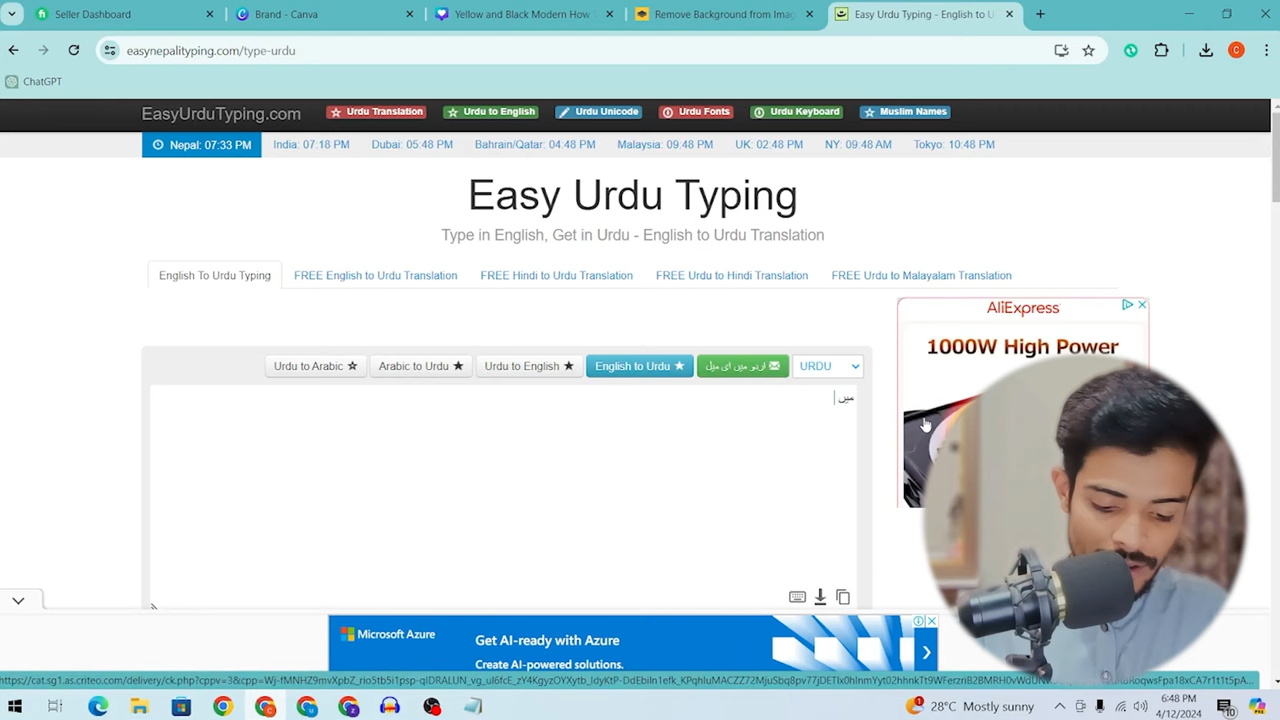 Seller Dashboard
Brand - Canva
Yellow and Black Modern How
Remove Background from Imag
Easy Urdu Typing - English to U
easynepalityping.com/type-urdu
ChatGPT
EasyUrduTyping.com
Urdu Translation
Urdu to English
Urdu Unicode
Urdu Fonts
Urdu Keyboard
Muslim Names
Nepal: 07:33 PM
India: 07:18 PM
Dubai: 05:48 PM
Bahrain/Qatar: 04:48 PM
Malaysia: 09:48 PM
UK: 02:48 PM
NY: 09:48 AM
Tokyo: 10:48 PM
Easy Urdu Typing
Type in English, Get in Urdu - English to Urdu Translation
English To Urdu Typing
FREE English to Urdu Translation
FREE Hindi to Urdu Translation
FREE Urdu to Hindi Translation
FREE Urdu to Malayalam Translation
AliExpress
1000W High Power
Urdu to Arabic
Arabic to Urdu
Urdu to English
English to Urdu
اردو میں ای میل
URDU
میں
Microsoft Azure
Get AI-ready with Azure
Create AI-powered solutions.
28°C Mostly sunny
6:48 PM
4/12/2024
10